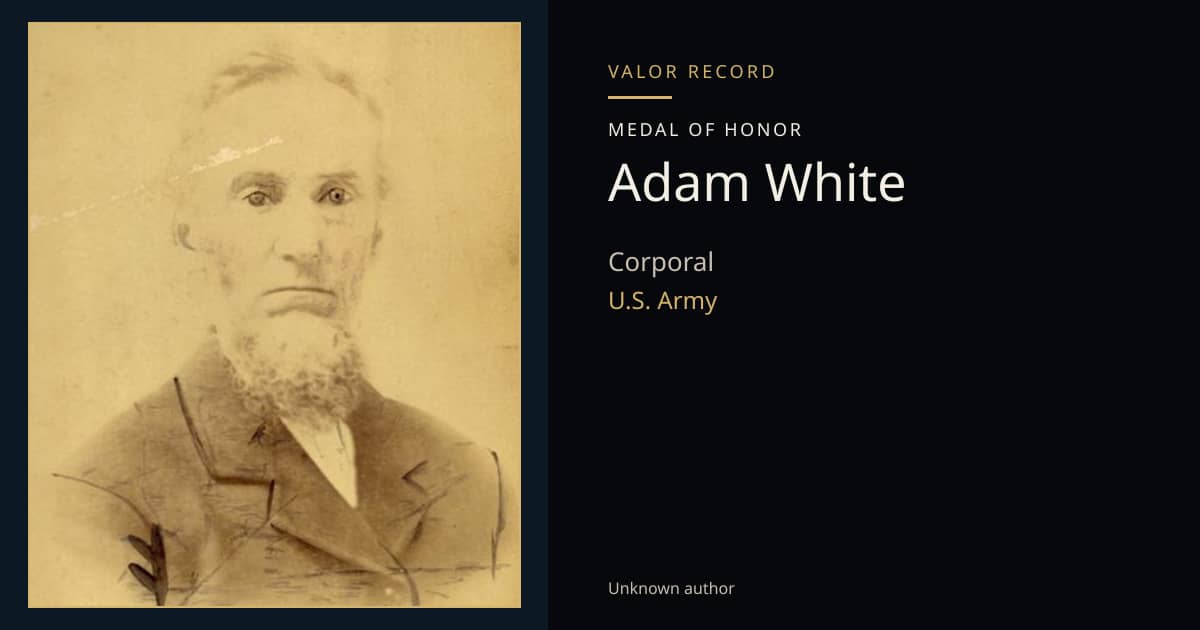 VALOR RECORD
MEDAL OF HONOR
Adam White
Corporal
U.S. Army
Unknown author